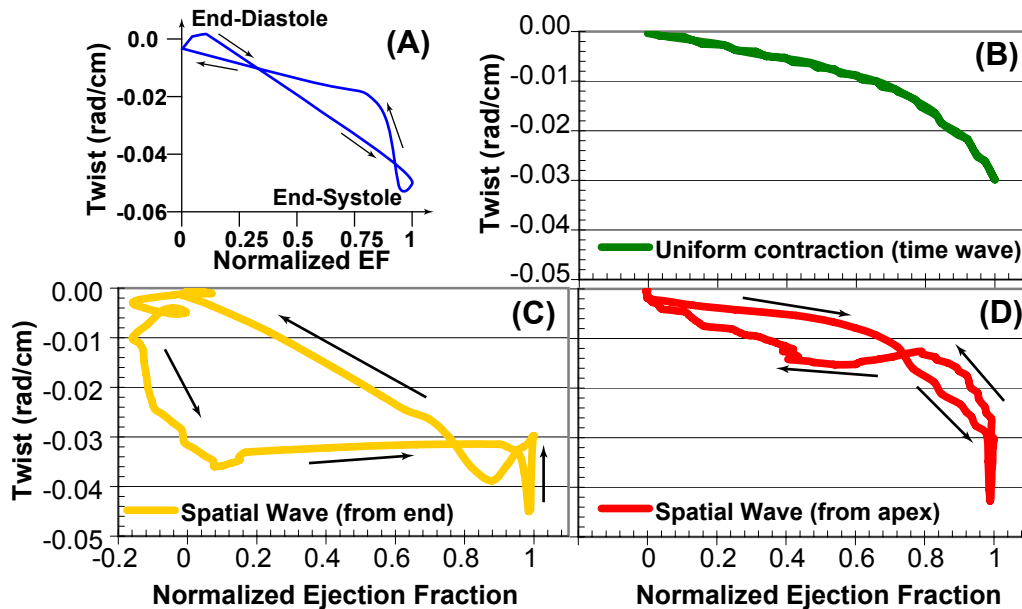 End-Diastole
(A)
0.0
-0.02
-0.04
-0.06
Twist (rad/cm)
End-Systole
0 0.25 0.5 0.75 1
Normalized EF
(B)
0.00
-0.01
-0.02
-0.03
-0.04
-0.05
Twist (rad/cm)
Uniform contraction (time wave)
(C)
0.00
-0.01
-0.02
-0.03
-0.04
-0.05
Twist (rad/cm)
Spatial Wave (from end)
-0.2 0 0.2 0.4 0.6 0.8 1
Normalized Ejection Fraction
(D)
Spatial Wave (from apex)
0 0.2 0.4 0.6 0.8 1
Normalized Ejection Fraction